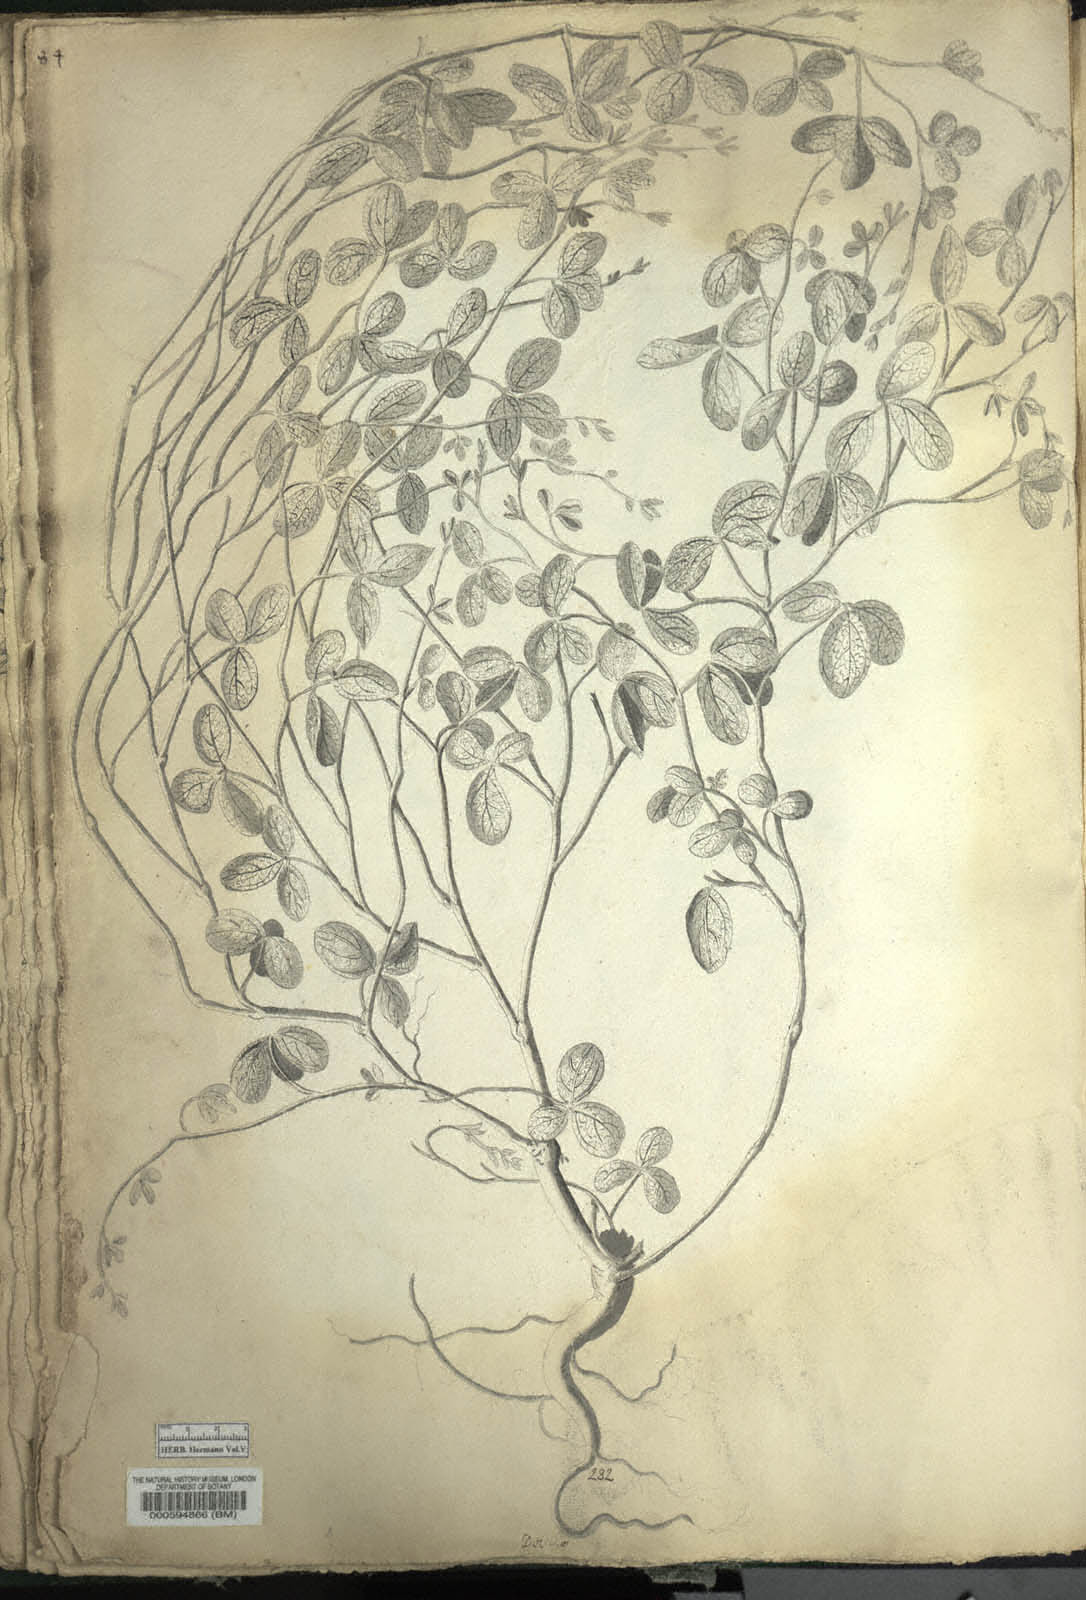 84
HERB. Hermann Vol.V.
THE NATURAL HISTORY MUSEUM, LONDON
DEPARTMENT OF BOTANY
000594866 (BM)
232